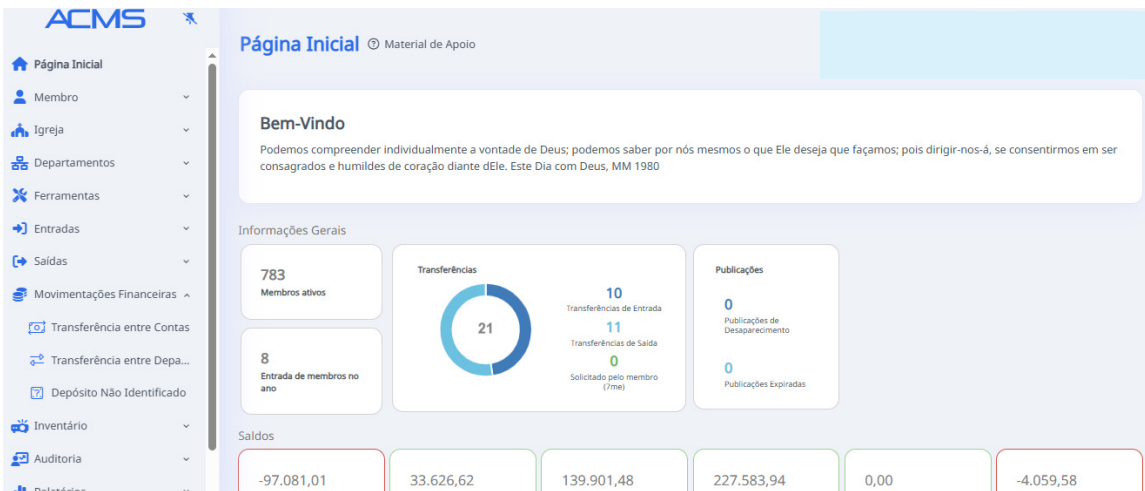 ACMS
Página Inicial
Membro
Igreja
Departamentos
Ferramentas
Entradas
Saídas
Movimentações Financeiras
Transferência entre Contas
Transferência entre Depa...
Depósito Não Identificado
Inventário
Auditoria
Relatórios
Página Inicial
Material de Apoio
Bem-Vindo
Podemos compreender individualmente a vontade de Deus; podemos saber por nós mesmos o que Ele deseja que façamos; pois dirigir-nos-á, se consentirmos em ser
consagrados e humildes de coração diante dEle. Este Dia com Deus, MM 1980
Informações Gerais
783
Membros ativos
8
Entrada de membros no
ano
Transferências
21
10
Transferências de Entrada
11
Transferências de Saída
0
Solicitado pelo membro
(7me)
Publicações
0
Publicações de
Desaparecimento
0
Publicações Expiradas
Saldos
-97.081,01
33.626,62
139.901,48
227.583,94
0,00
-4.059,58